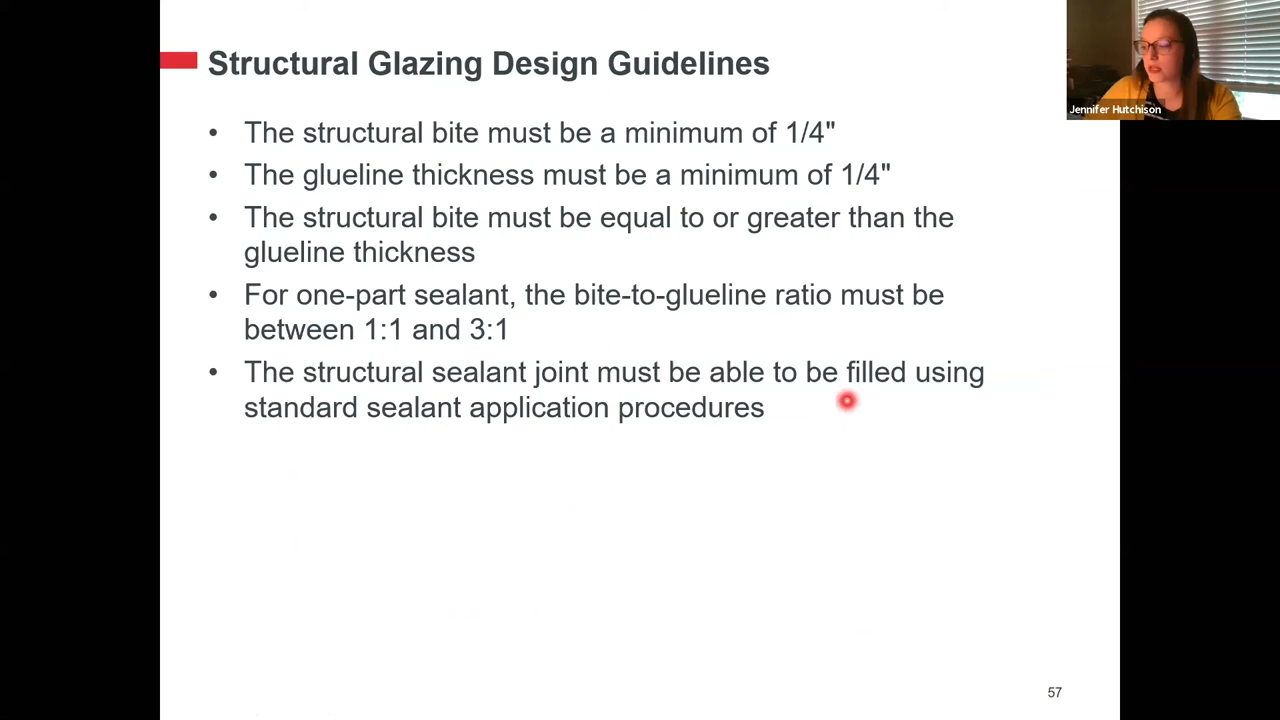 Structural Glazing Design Guidelines
Jennifer Hutchison
• The structural bite must be a minimum of 1/4"
• The glueline thickness must be a minimum of 1/4"
• The structural bite must be equal to or greater than the
glueline thickness
• For one-part sealant, the bite-to-glueline ratio must be
between 1:1 and 3:1
• The structural sealant joint must be able to be filled using
standard sealant application procedures
57